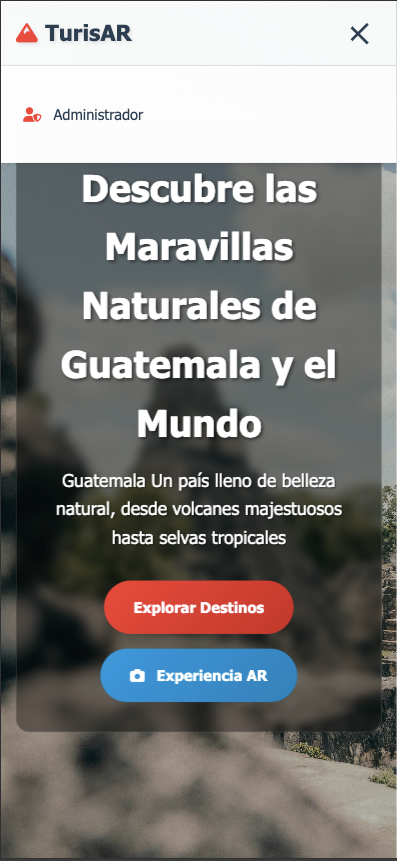 TurisAR
Administrador
Descubre las
Maravillas
Naturales de
Guatemala y el
Mundo
Guatemala Un país lleno de belleza
natural, desde volcanes majestuosos
hasta selvas tropicales
Explorar Destinos
Experiencia AR